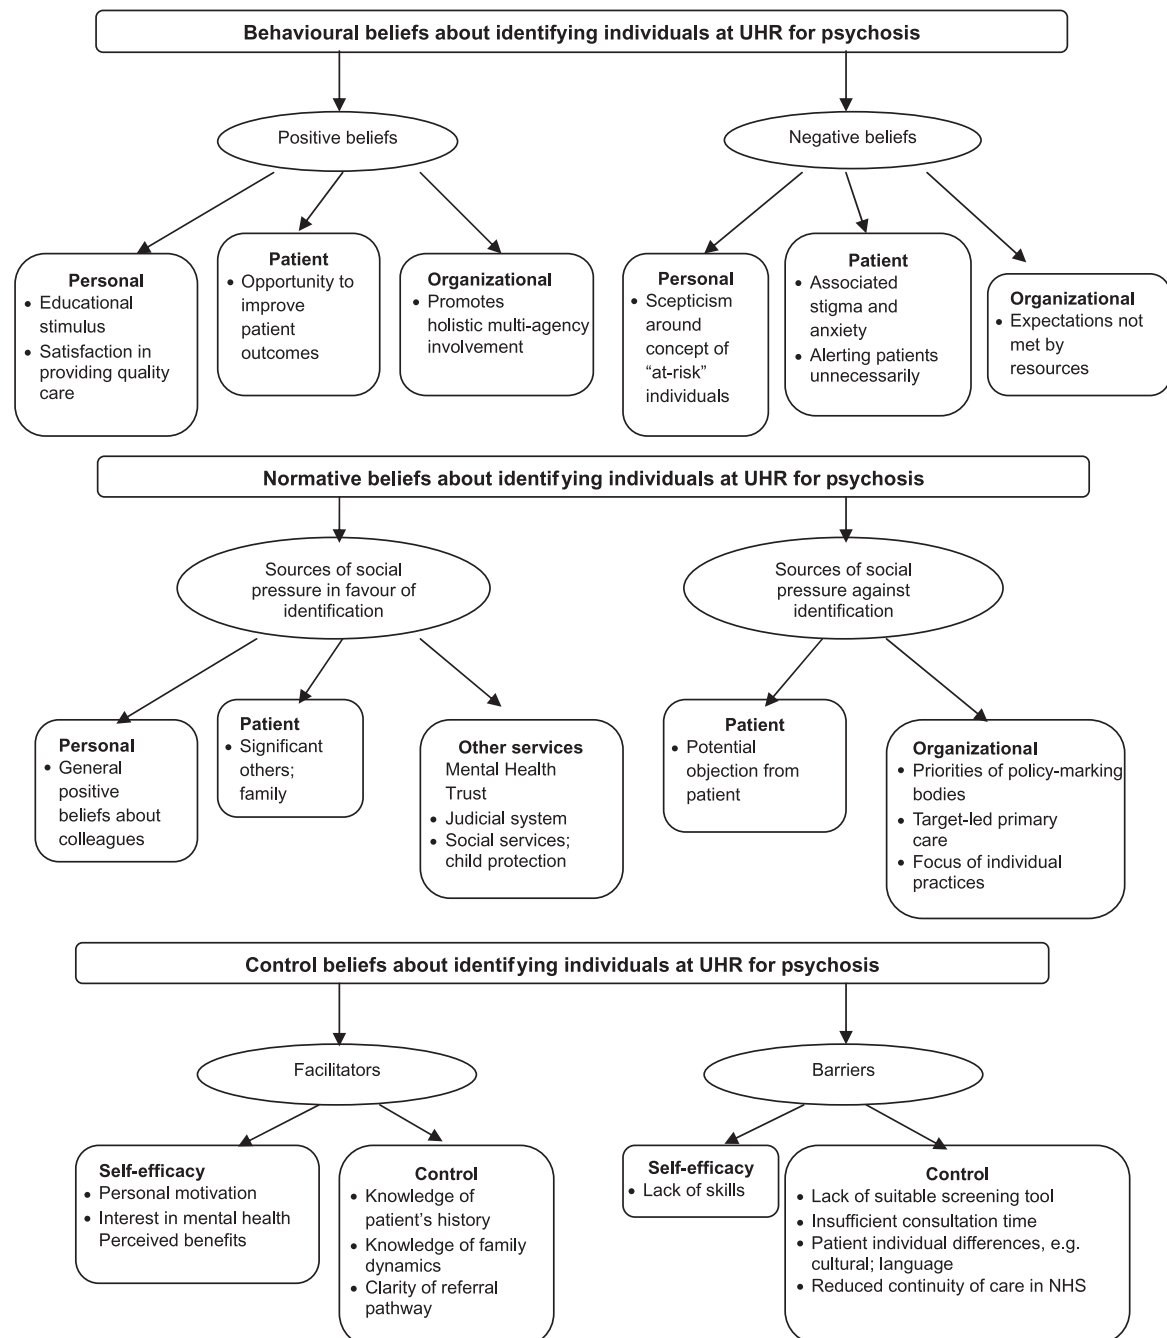 Behavioural beliefs about identifying individuals at UHR for psychosis
Positive beliefs
Negative beliefs
Personal
• Educational
stimulus
• Satisfaction in
providing quality
care
Patient
• Opportunity to
improve
patient
outcomes
Organizational
• Promotes
holistic multi-agency
involvement
Personal
• Scepticism
around
concept of
“at-risk”
individuals
Patient
• Associated
stigma and
anxiety
• Alerting patients
unnecessarily
Organizational
• Expectations not
met by
resources
Normative beliefs about identifying individuals at UHR for psychosis
Sources of social
pressure in favour of
identification
Sources of social
pressure against
identification
Personal
• General
positive
beliefs about
colleagues
Patient
• Significant
others;
family
Other services
Mental Health
Trust
• Judicial system
• Social services;
child protection
Patient
• Potential
objection from
patient
Organizational
• Priorities of policy-marking
bodies
• Target-led primary
care
• Focus of individual
practices
Control beliefs about identifying individuals at UHR for psychosis
Facilitators
Barriers
Self-efficacy
• Personal motivation
• Interest in mental health
Perceived benefits
Control
• Knowledge of
patient’s history
• Knowledge of family
dynamics
• Clarity of referral
pathway
Self-efficacy
• Lack of skills
Control
• Lack of suitable screening tool
• Insufficient consultation time
• Patient individual differences, e.g.
cultural; language
• Reduced continuity of care in NHS